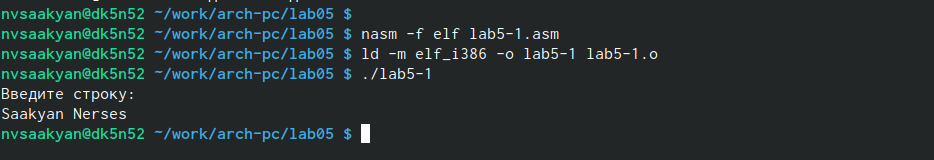 nvsaakyan@dk5n52 ~/work/arch-pc/lab05 $
nvsaakyan@dk5n52 ~/work/arch-pc/lab05 $ nasm -f elf lab5-1.asm
nvsaakyan@dk5n52 ~/work/arch-pc/lab05 $ ld -m elf_i386 -o lab5-1 lab5-1.o
nvsaakyan@dk5n52 ~/work/arch-pc/lab05 $ ./lab5-1
Введите строку:
Saakyan Nerses
nvsaakyan@dk5n52 ~/work/arch-pc/lab05 $